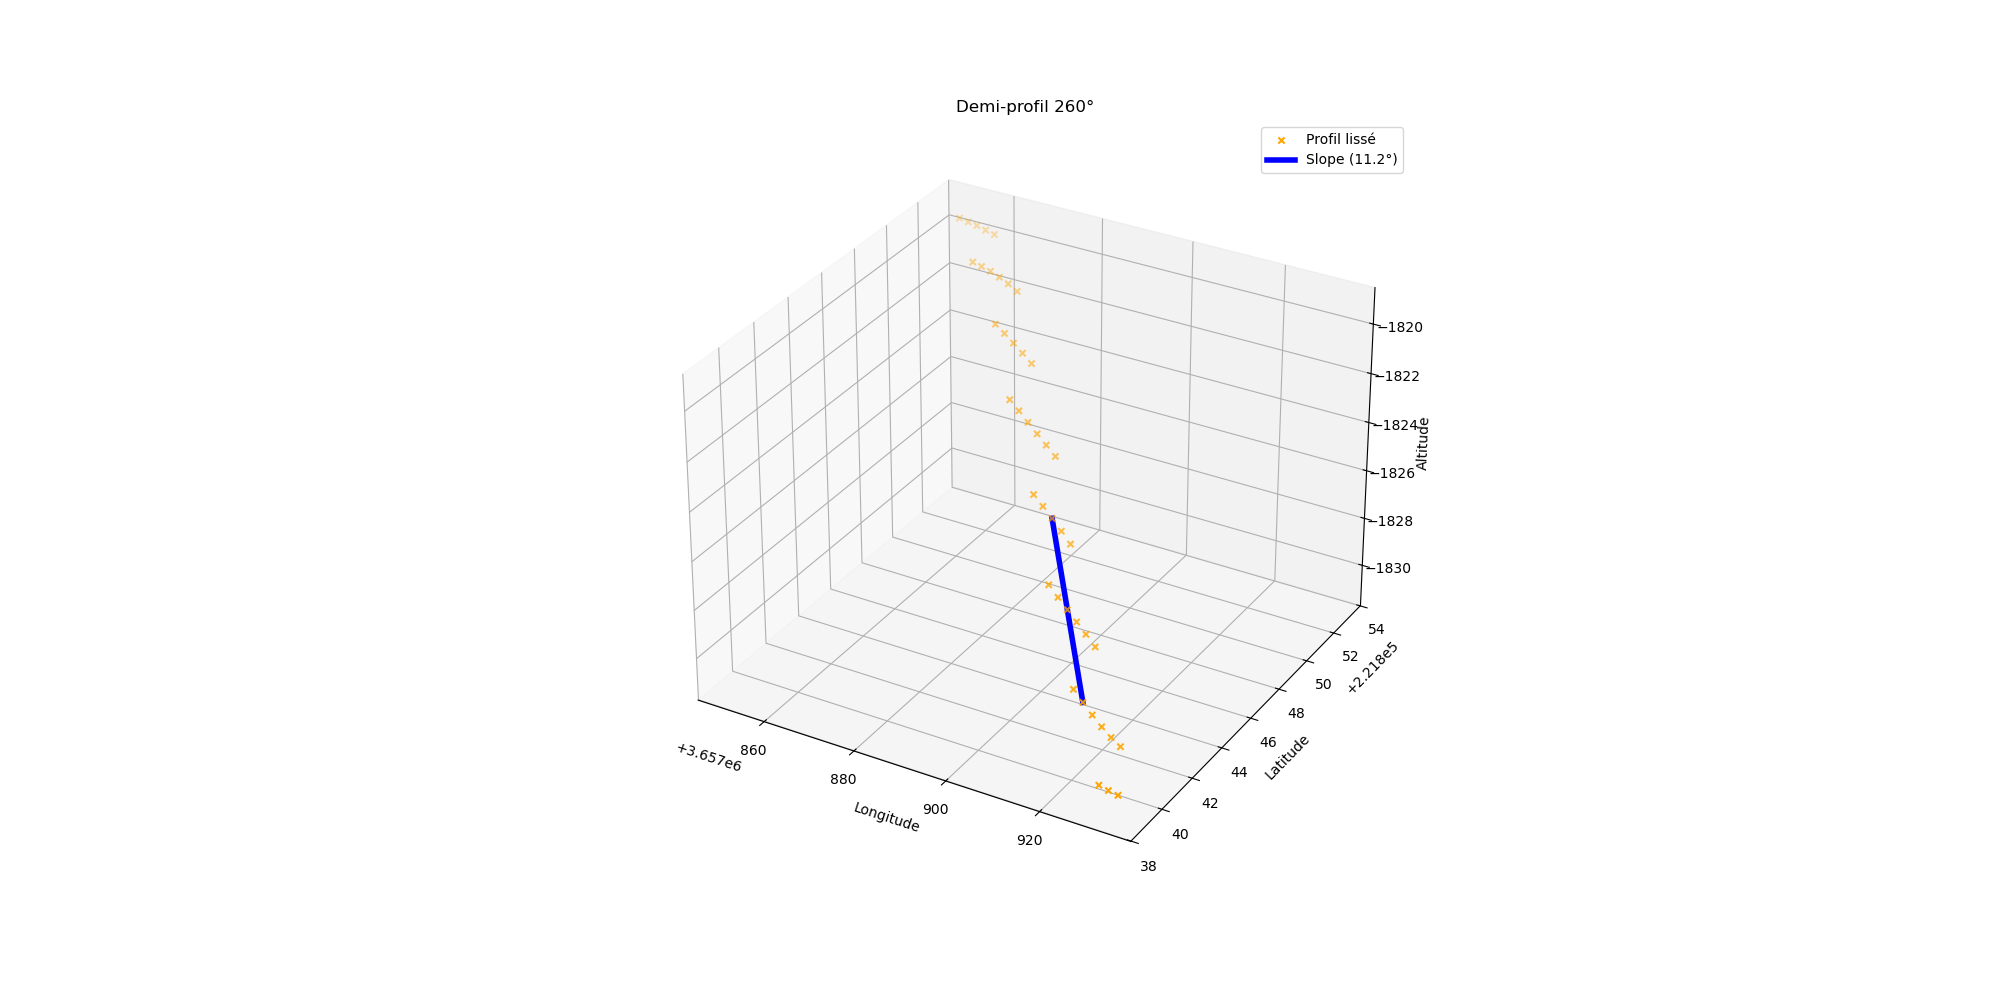 Demi-profil 260°
Profil lissé
Slope (11.2°)
−1820
−1822
−1824
−1826
−1828
−1830
Altitude
54
52
50
48
46
44
42
40
38
+2.218e5
Latitude
860
880
900
920
+3.657e6
Longitude